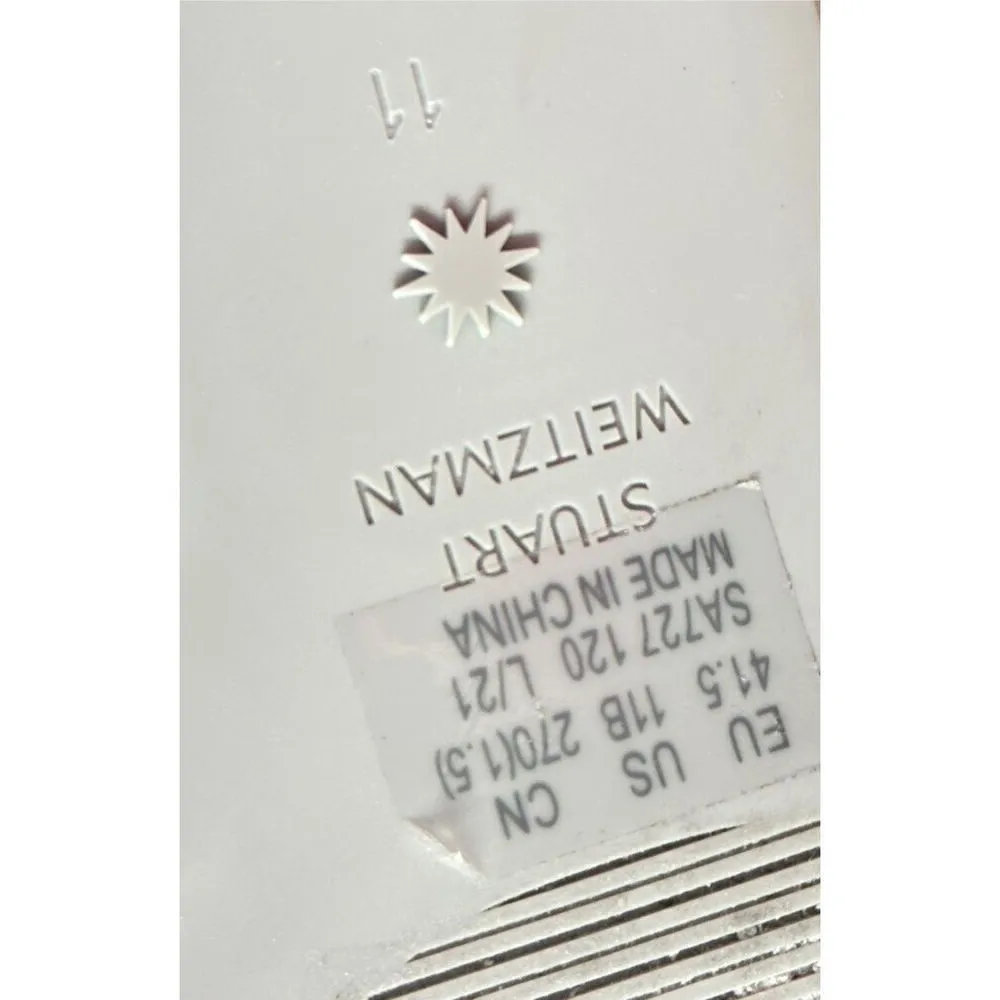 EU US CN
41.5 11B 270(1.5)
SA727 120 L/21
MADE IN CHINA
STUART
WEITZMAN
11